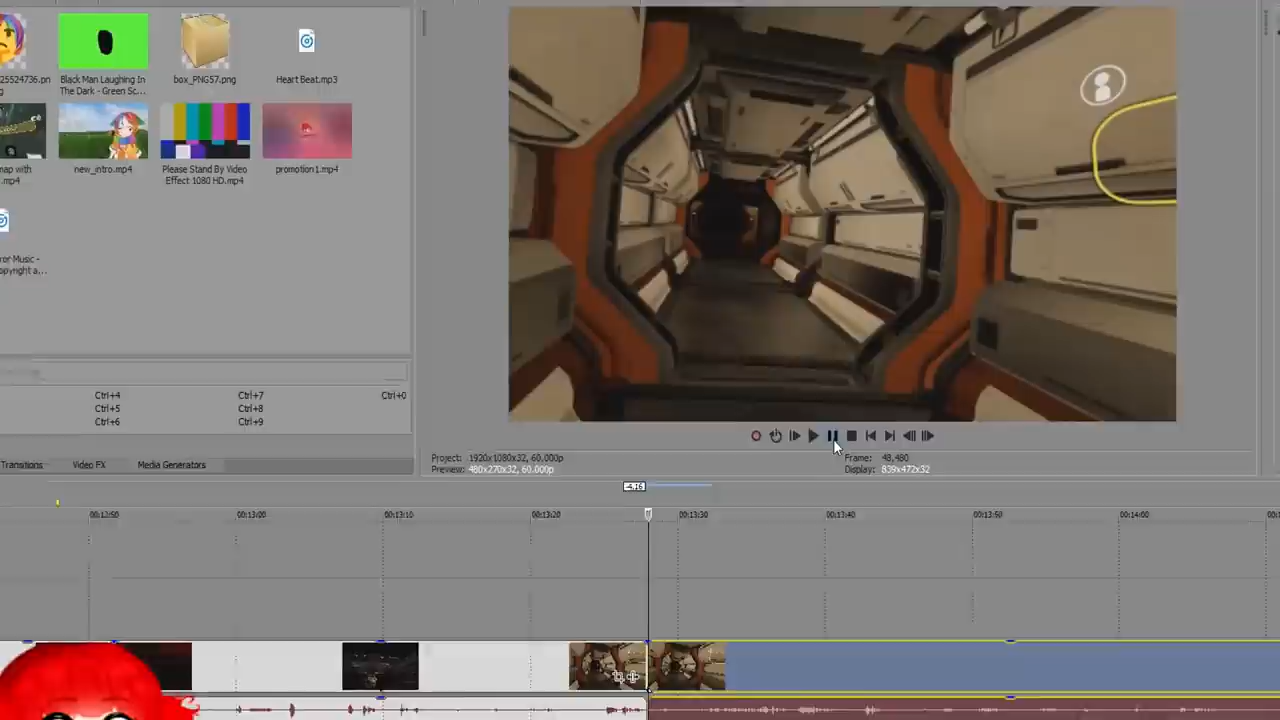 25524736.pn
g
Black Man Laughing In
The Dark - Green Sc...
box_PNG57.png
Heart Beat.mp3
map with
.mp4
new_intro.mp4
Please Stand By Video
Effect 1080 HD.mp4
promotion1.mp4
ror Music -
opyright a...
Ctrl+4 Ctrl+7 Ctrl+0
Ctrl+5 Ctrl+8
Ctrl+6 Ctrl+9
Transitions Video FX Media Generators
Project: 1920x1080x32, 60.000p
Preview: 480x270x32, 60.000p
Frame: 48,480
Display: 839x472x32
-4.16
00:12:50 00:13:00 00:13:10 00:13:20 00:13:30 00:13:40 00:13:50 00:14:00